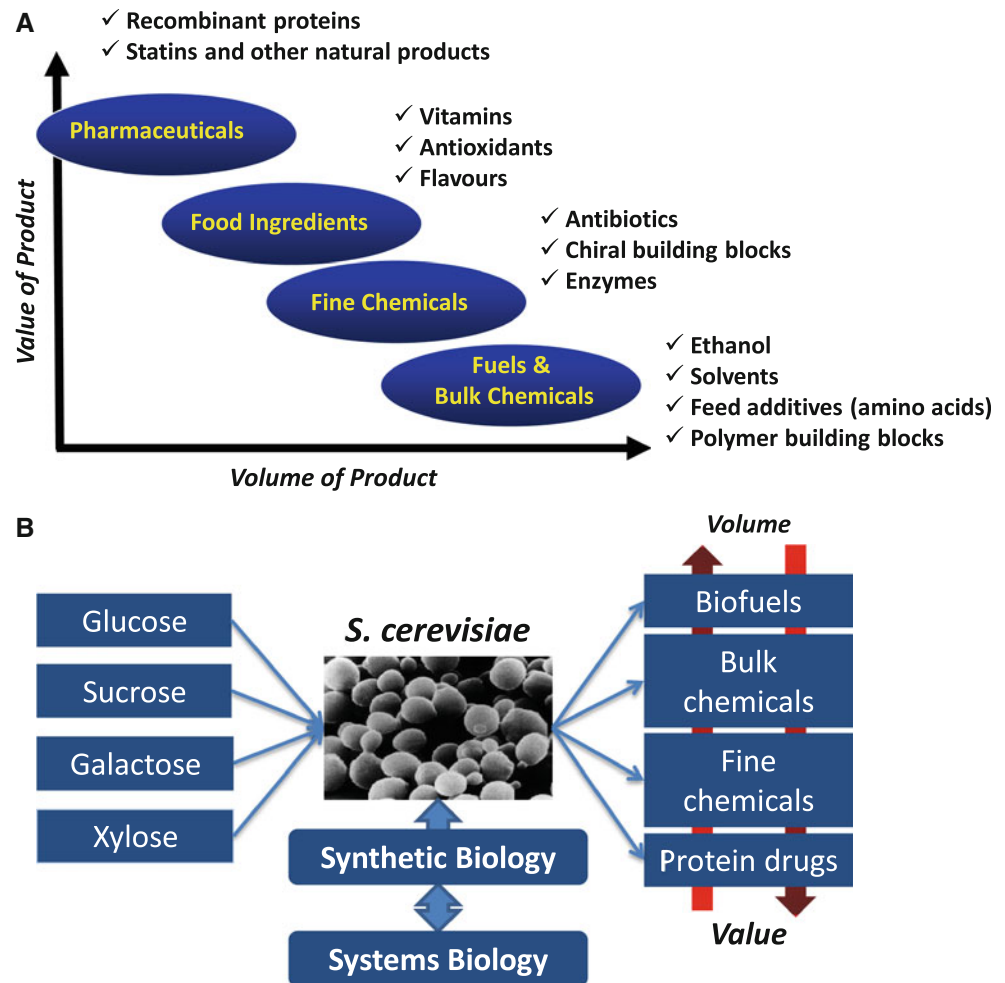 A
✓ Recombinant proteins
✓ Statins and other natural products
Pharmaceuticals
✓ Vitamins
✓ Antioxidants
✓ Flavours
Food Ingredients
✓ Antibiotics
✓ Chiral building blocks
✓ Enzymes
Fine Chemicals
✓ Ethanol
✓ Solvents
✓ Feed additives (amino acids)
✓ Polymer building blocks
Fuels &
Bulk Chemicals
Value of Product
Volume of Product
B
Glucose
Sucrose
Galactose
Xylose
S. cerevisiae
Synthetic Biology
Systems Biology
Volume
Biofuels
Bulk
chemicals
Fine
chemicals
Protein drugs
Value